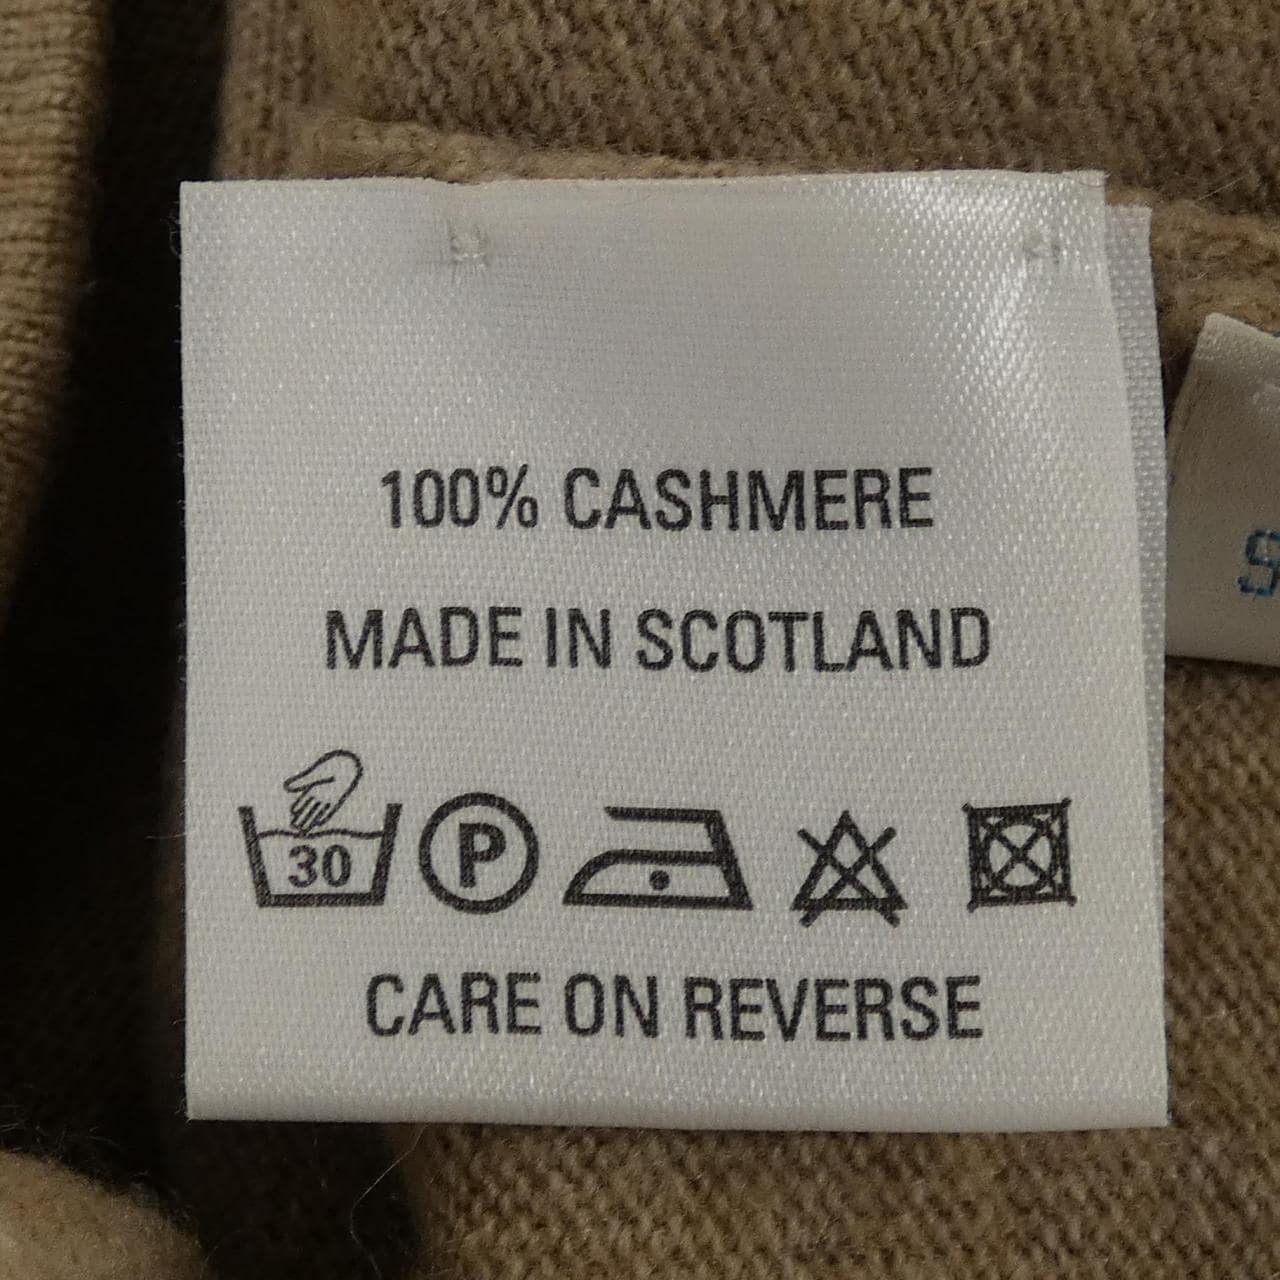 100% CASHMERE
MADE IN SCOTLAND
30 P
CARE ON REVERSE
S